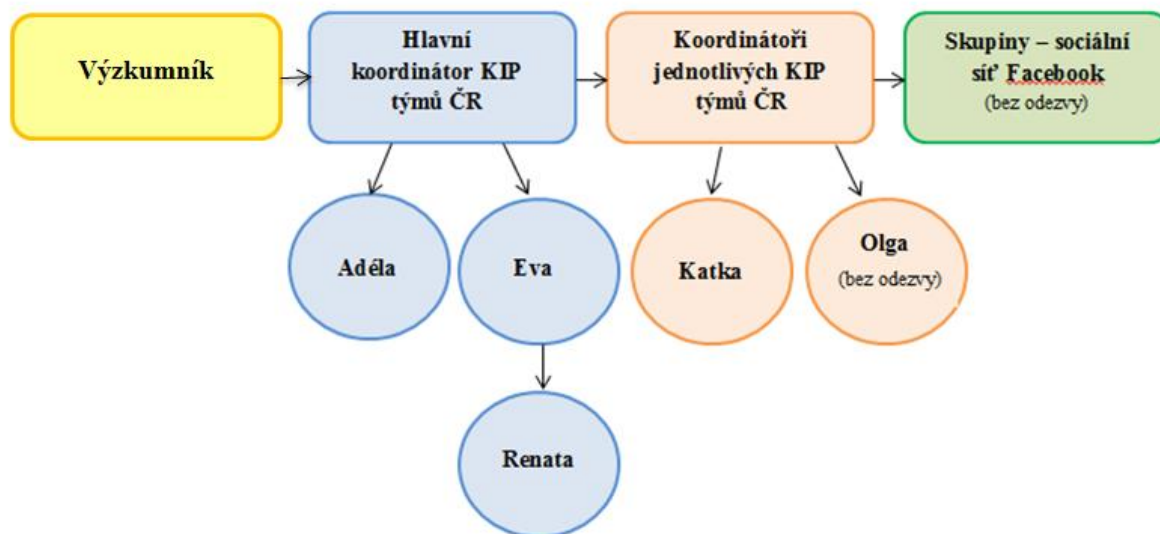 Výzkumník
Hlavní
koordinátor KIP
týmů ČR
Koordinátoři
jednotlivých KIP
týmů ČR
Skupiny – sociální
síť Facebook
(bez odezvy)
Adéla
Eva
Katka
Olga
(bez odezvy)
Renata